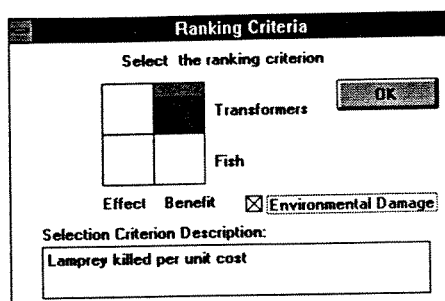 Ranking Criteria
Select the ranking criterion
OK
Transformers
Fish
Effect Benefit
Environmental Damage
Selection Criterion Description:
Lamprey killed per unit cost